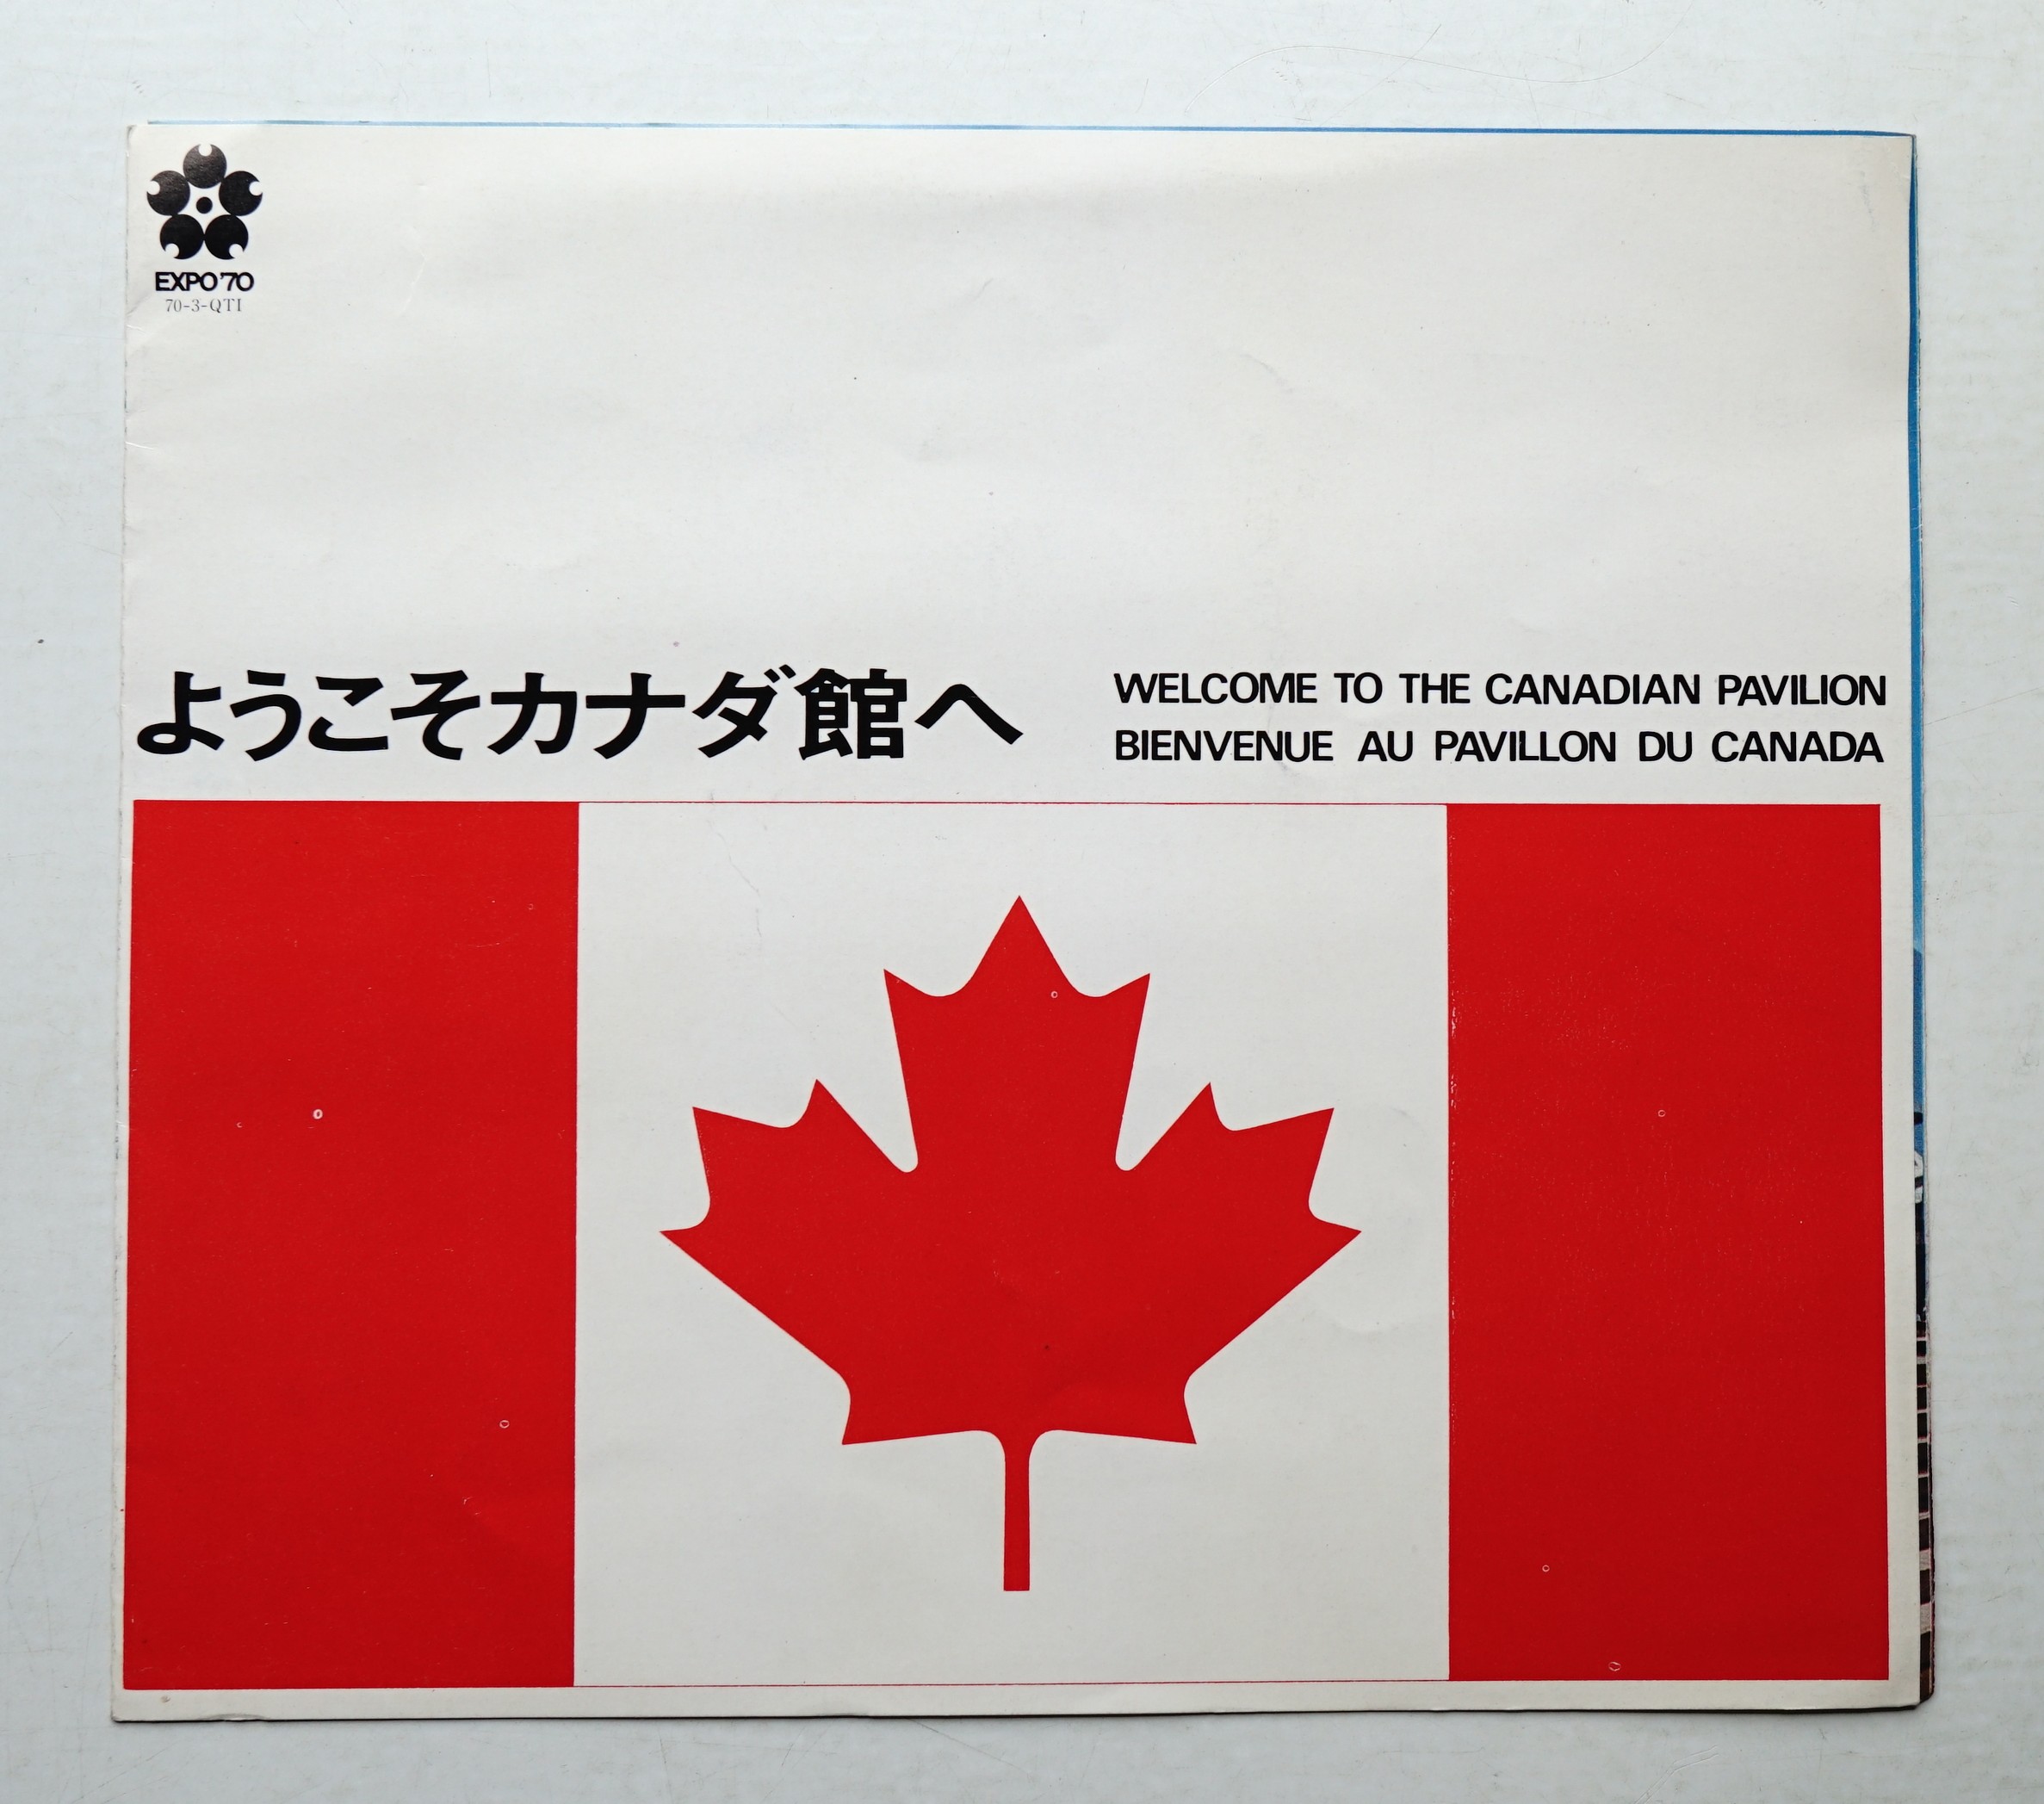 EXPO'70
70-3-QTI
ようこそカナダ館へ
WELCOME TO THE CANADIAN PAVILION
BIENVENUE AU PAVILLON DU CANADA